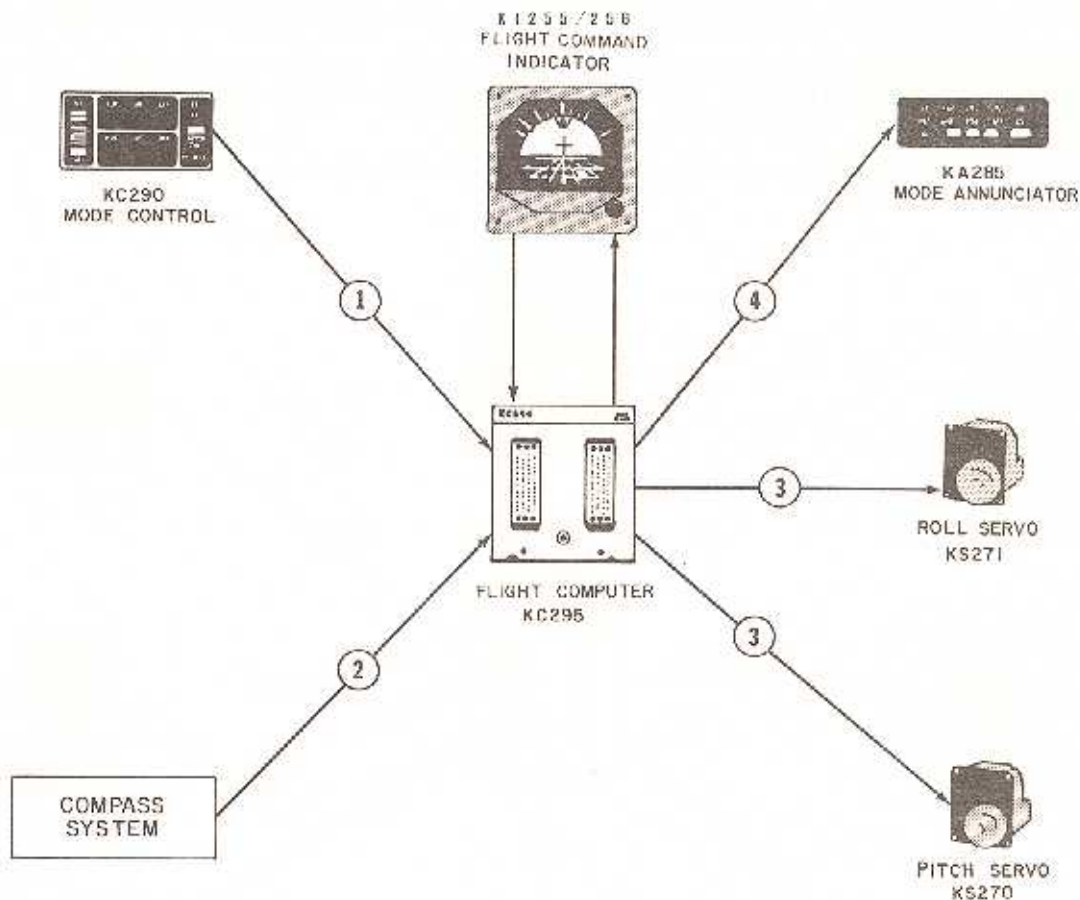 KI255/256
FLIGHT COMMAND
INDICATOR
KC290
MODE CONTROL
KA285
MODE ANNUNCIATOR
1
4
3
ROLL SERVO
KS271
FLIGHT COMPUTER
KC295
3
2
COMPASS
SYSTEM
PITCH SERVO
KS270